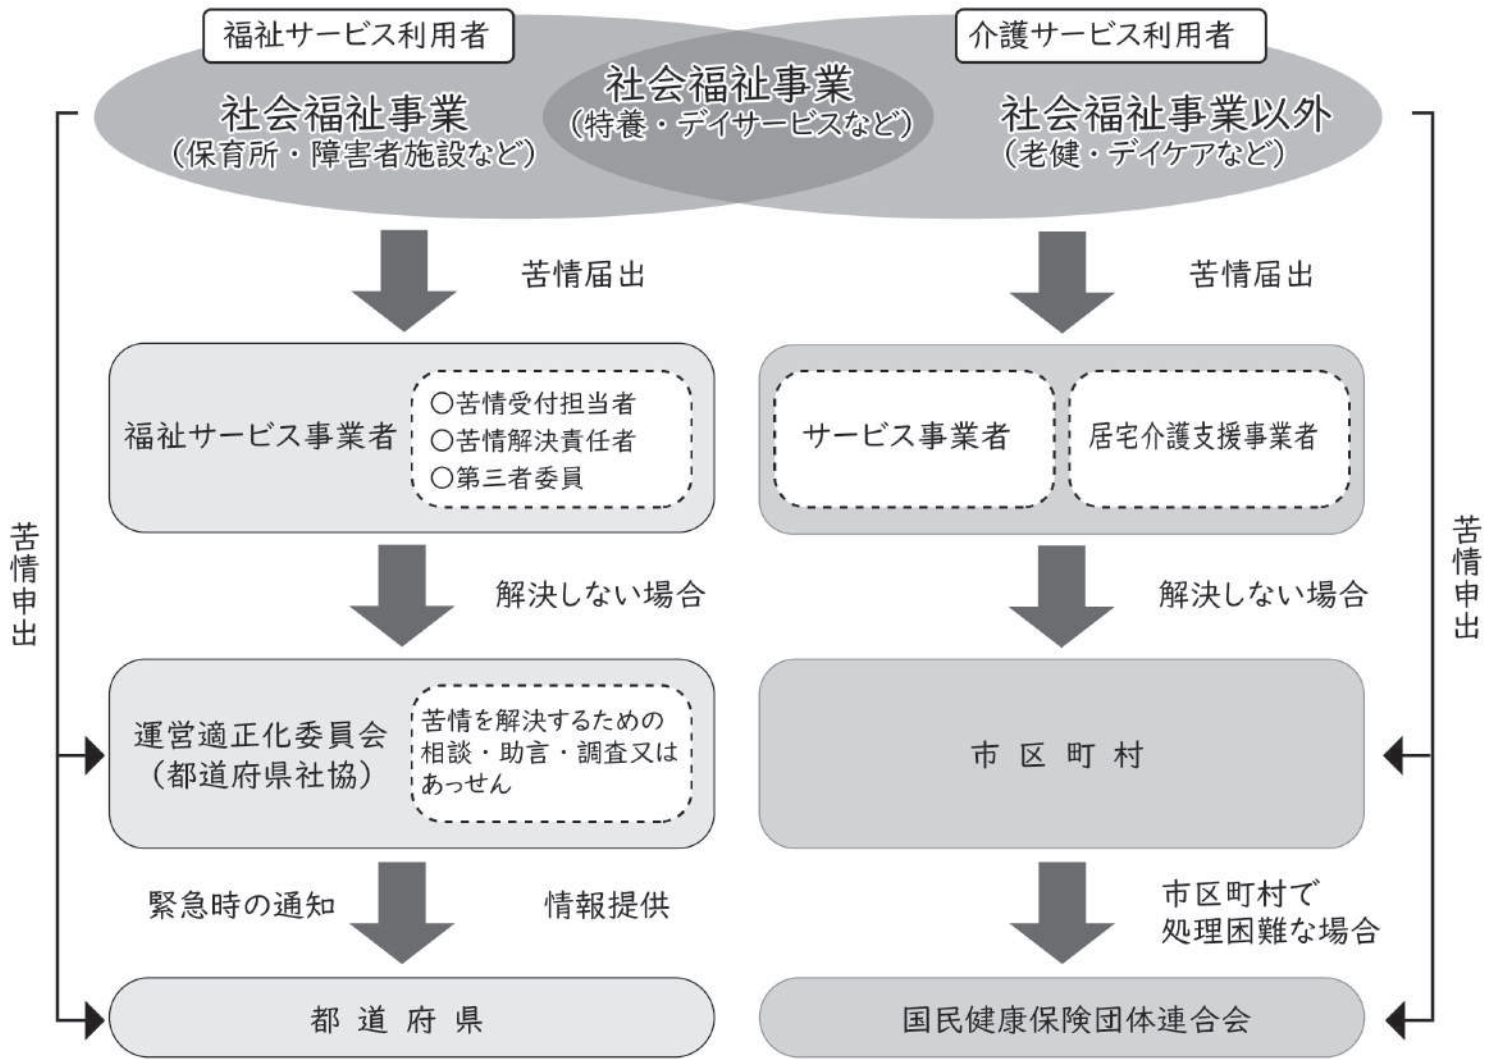 福祉サービス利用者
介護サービス利用者
社会福祉事業
(保育所・障害者施設など)
社会福祉事業
(特養・デイサービスなど)
社会福祉事業以外
(老健・デイケアなど)
苦情届出
苦情届出
福祉サービス事業者
○苦情受付担当者
○苦情解決責任者
○第三者委員
サービス事業者
居宅介護支援事業者
苦情申出
苦情申出
解決しない場合
解決しない場合
運営適正化委員会
(都道府県社協)
苦情を解決するための
相談・助言・調査又は
あっせん
市区町村
緊急時の通知
情報提供
市区町村で
処理困難な場合
都道府県
国民健康保険団体連合会